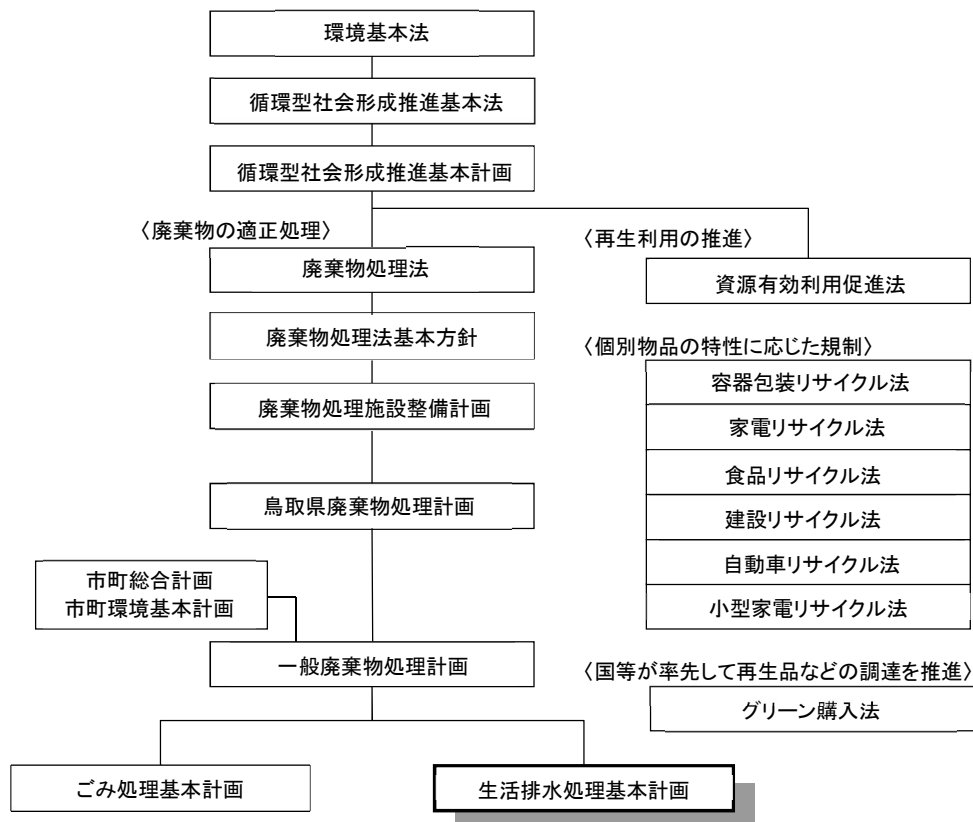 環境基本法
循環型社会形成推進基本法
循環型社会形成推進基本計画
〈廃棄物の適正処理〉
廃棄物処理法
廃棄物処理法基本方針
廃棄物処理施設整備計画
鳥取県廃棄物処理計画
市町総合計画
市町環境基本計画
一般廃棄物処理計画
ごみ処理基本計画
生活排水処理基本計画
〈再生利用の推進〉
資源有効利用促進法
〈個別物品の特性に応じた規制〉
容器包装リサイクル法
家電リサイクル法
食品リサイクル法
建設リサイクル法
自動車リサイクル法
小型家電リサイクル法
〈国等が率先して再生品などの調達を推進〉
グリーン購入法